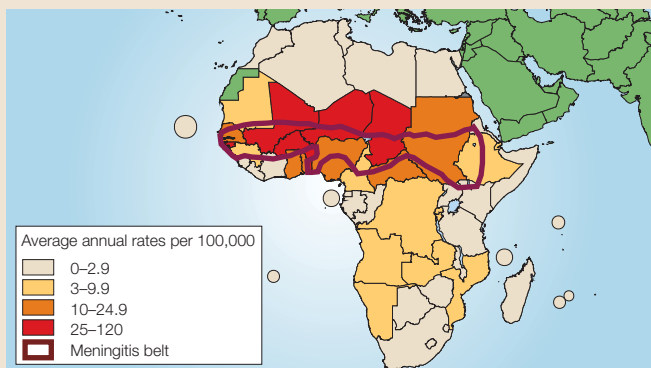 Average annual rates per 100,000
0–2.9
3–9.9
10–24.9
25–120
Meningitis belt